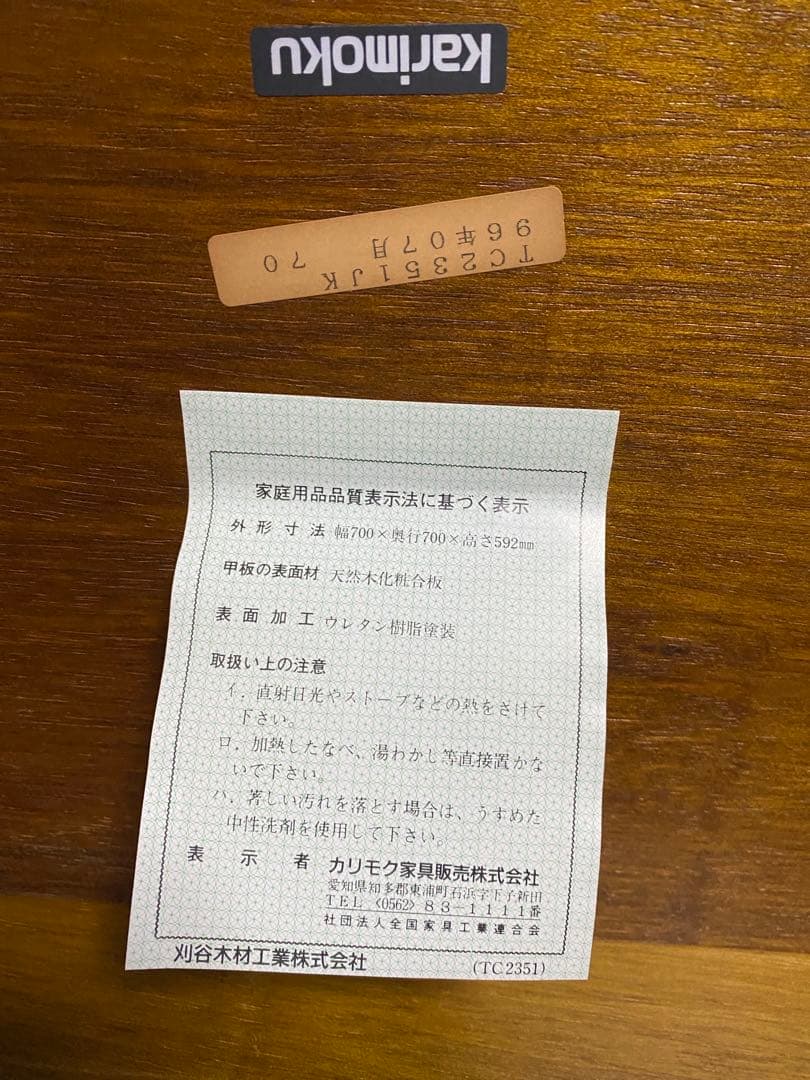 karimoku
TC2351JK
96年07月 70
家庭用品品質表示法に基づく表示
外形寸法 幅700×奥行700×高さ592mm
甲板の表面材 天然木化粧合板
表面加工 ウレタン樹脂塗装
取扱い上の注意
イ．直射日光やストーブなどの熱をさけて
下さい。
ロ．加熱したなべ、湯わかし等直接置かな
いで下さい。
ハ．著しい汚れを落とす場合は、うすめた
中性洗剤を使用して下さい。
表示者 カリモク家具販売株式会社
愛知県知多郡東浦町石浜字下子新田
TEL〈0562〉83-1111番
社団法人全国家具工業連合会
刈谷木材工業株式会社 (TC2351)